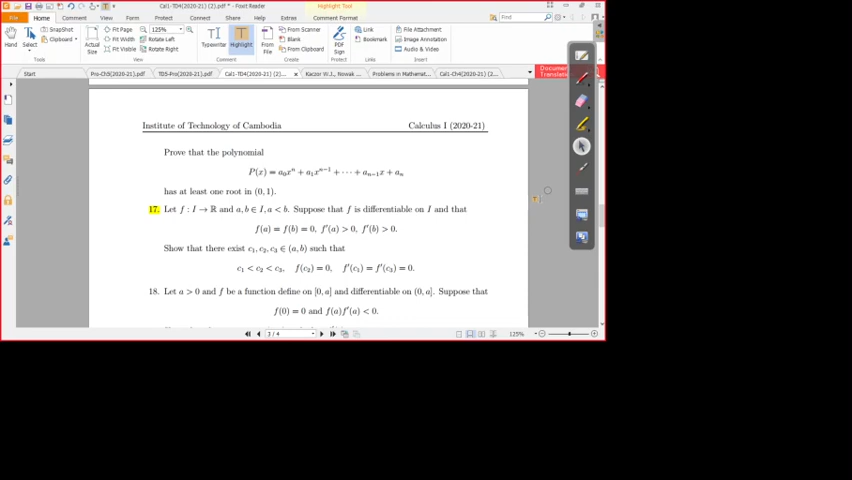 Cal1-TD4(2020-21) (2).pdf * - Foxit Reader
Highlight Tool
File Home Comment View Form Protect Connect Share Help Extras Comment Format
Find
Hand Select SnapShot Clipboard Actual Size Fit Page Fit Width Fit Visible 125% Rotate Left Rotate Right Typewriter Highlight From File From Scanner Blank From Clipboard PDF Sign Link Bookmark File Attachment Image Annotation Audio & Video
Tools View Comment Create Protect Links Insert
Start Pro-Ch5(2020-21).pdf TD5-Pro(2020-21).pdf Cal1-TD4(2020-21) (2)... Kaczor W.J., Nowak ... Problems in Mathemat... Cal1-Ch4(2020-21) (2...
Institute of Technology of Cambodia Calculus I (2020-21)
Prove that the polynomial
P(x) = a₀xⁿ + a₁xⁿ⁻¹ + ⋯ + aₙ₋₁x + aₙ
has at least one root in (0, 1).
17. Let f : I → ℝ and a, b ∈ I, a < b. Suppose that f is differentiable on I and that
f(a) = f(b) = 0, f′(a) > 0, f′(b) > 0.
Show that there exist c₁, c₂, c₃ ∈ (a, b) such that
c₁ < c₂ < c₃, f(c₂) = 0, f′(c₁) = f′(c₃) = 0.
18. Let a > 0 and f be a function define on [0, a] and differentiable on (0, a]. Suppose that
f(0) = 0 and f(a)f′(a) < 0.
3 / 4
125%